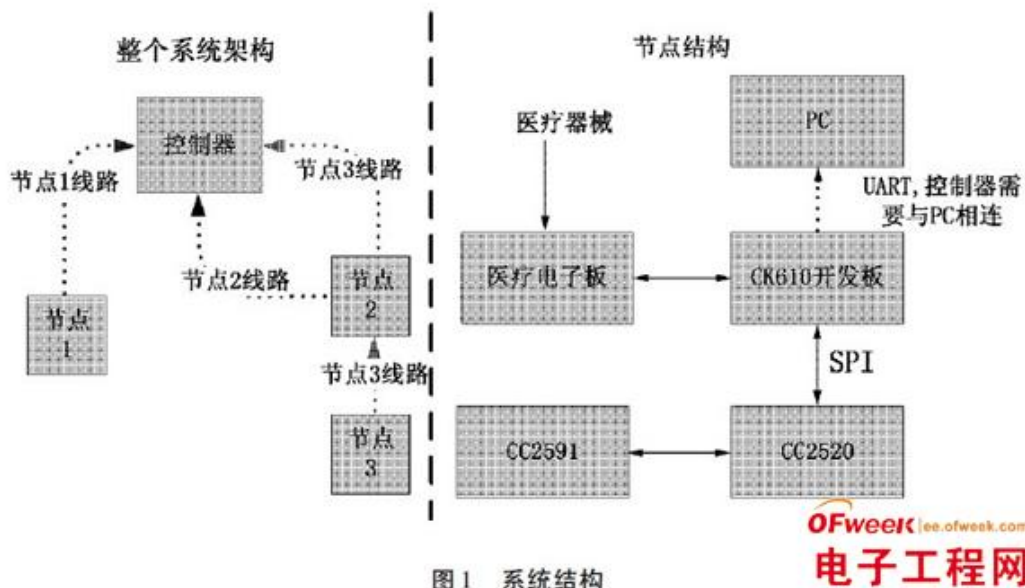 整个系统架构
控制器
节点1线路
节点3线路
节点2线路
节点
1
节点
2
节点3线路
节点
3
节点结构
医疗器械
PC
UART,控制器需
要与PC相连
医疗电子板
CK610开发板
SPI
CC2591
CC2520
OFweek ee.ofweek.com
电子工程网
图1 系统结构